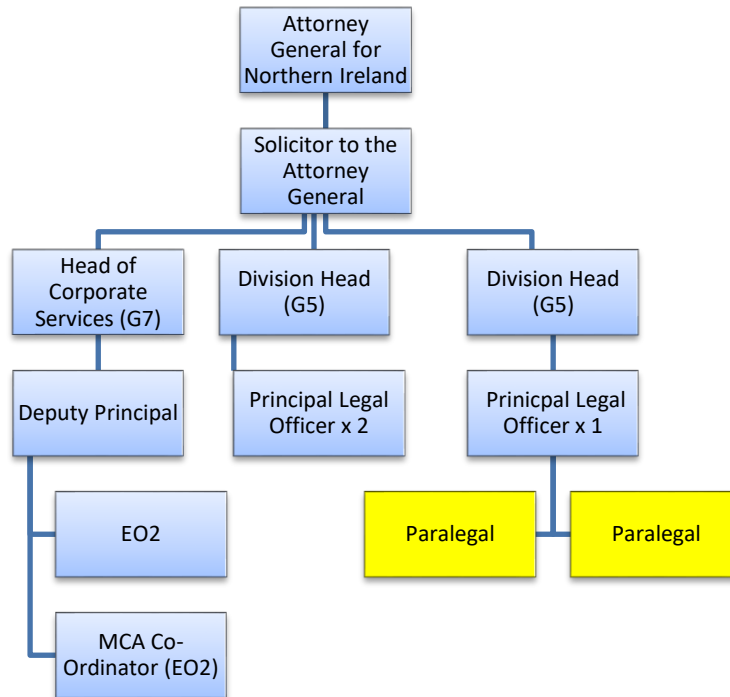 Attorney
General for
Northern Ireland
Solicitor to the
Attorney
General
Head of
Corporate
Services (G7)
Division Head
(G5)
Division Head
(G5)
Deputy Principal
Principal Legal
Officer x 2
Prinicpal Legal
Officer x 1
EO2
Paralegal
Paralegal
MCA Co-
Ordinator (EO2)